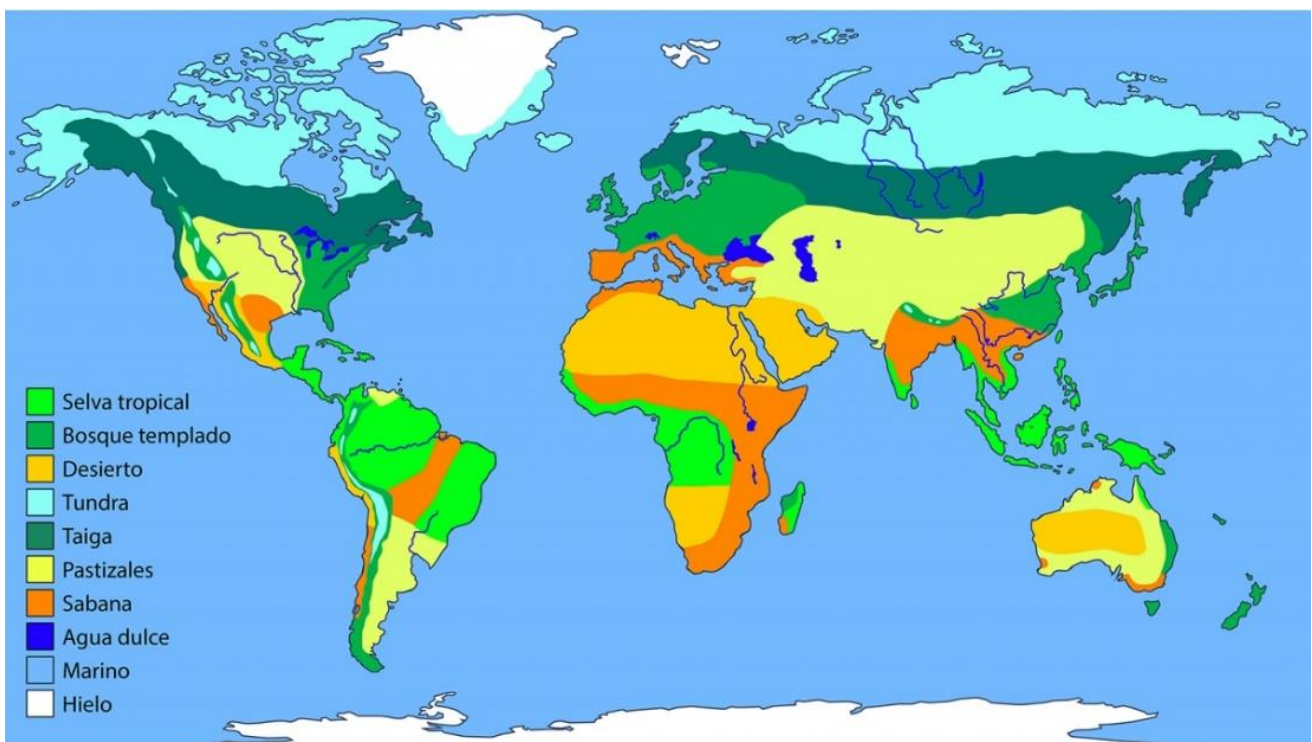 Selva tropical
Bosque templado
Desierto
Tundra
Taiga
Pastizales
Sabana
Agua dulce
Marino
Hielo